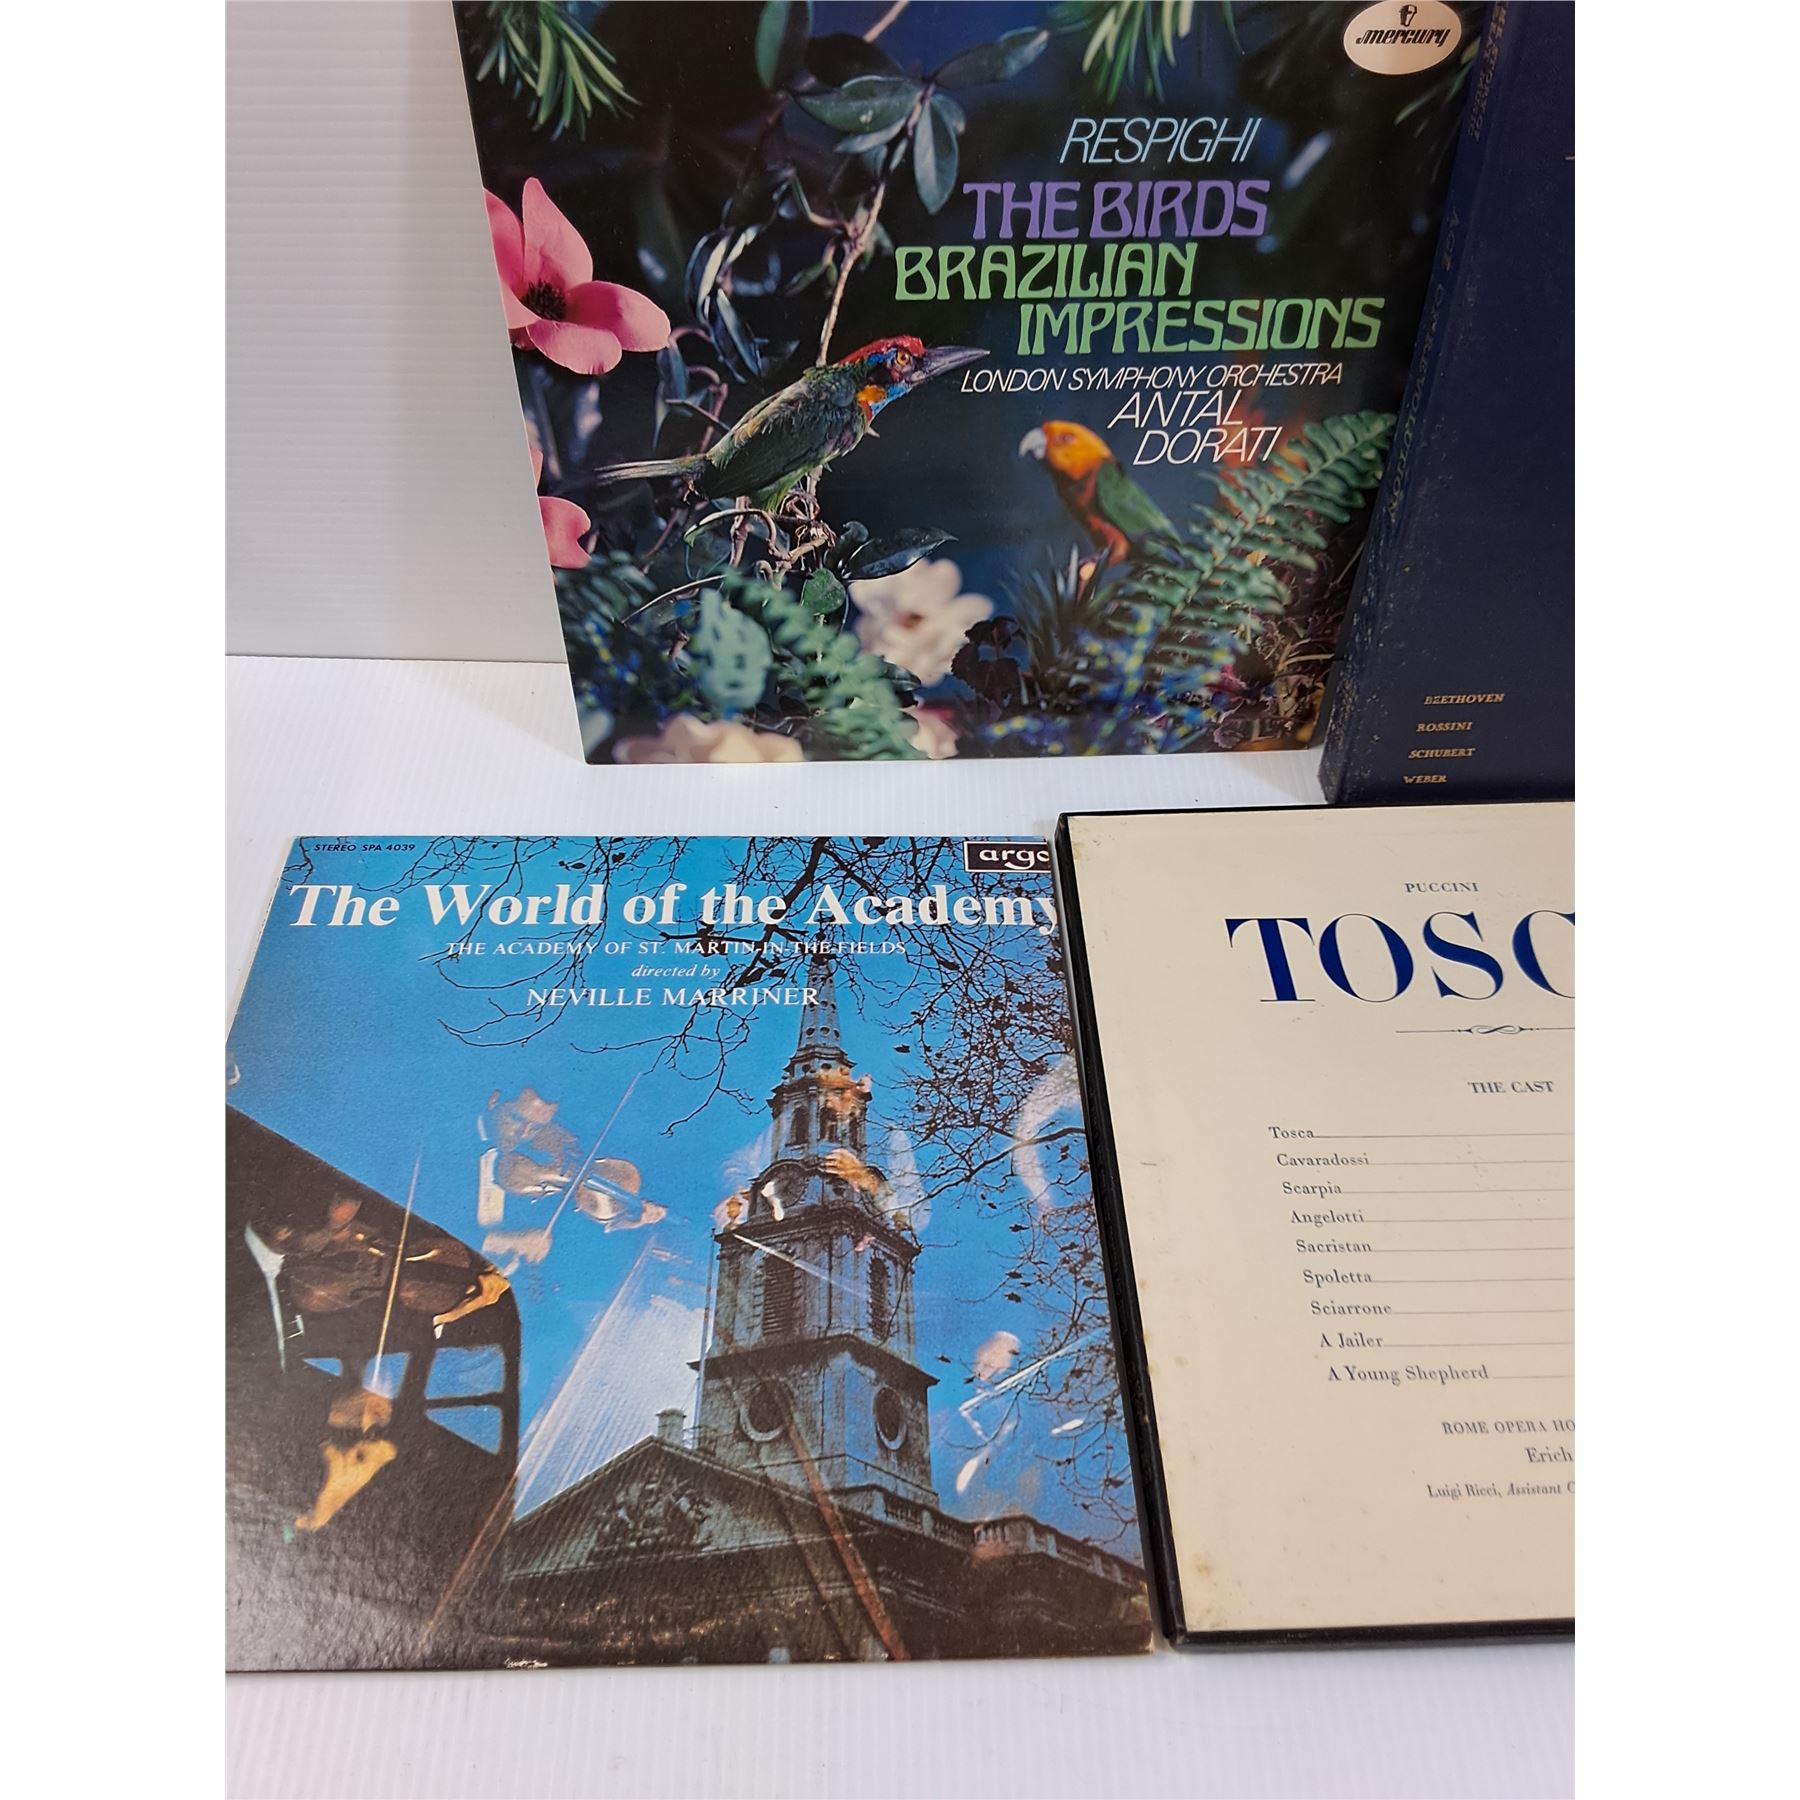 mercury
RESPIGHI
THE BIRDS
BRAZILIAN
IMPRESSIONS
LONDON SYMPHONY ORCHESTRA
ANTAL
DORATI
AGE OF REVOLUTION
BEETHOVEN
ROSSINI
SCHUBERT
WEBER
STEREO SPA 4039
argo
The World of the Academy
THE ACADEMY OF ST. MARTIN-IN-THE-FIELDS
directed by
NEVILLE MARRINER
PUCCINI
TOSC
THE CAST
Tosca
Cavaradossi
Scarpia
Angelotti
Sacristan
Spoletta
Sciarrone
A Jailer
A Young Shepherd
ROME OPERA HO
Erich
Luigi Ricci, Assistant C